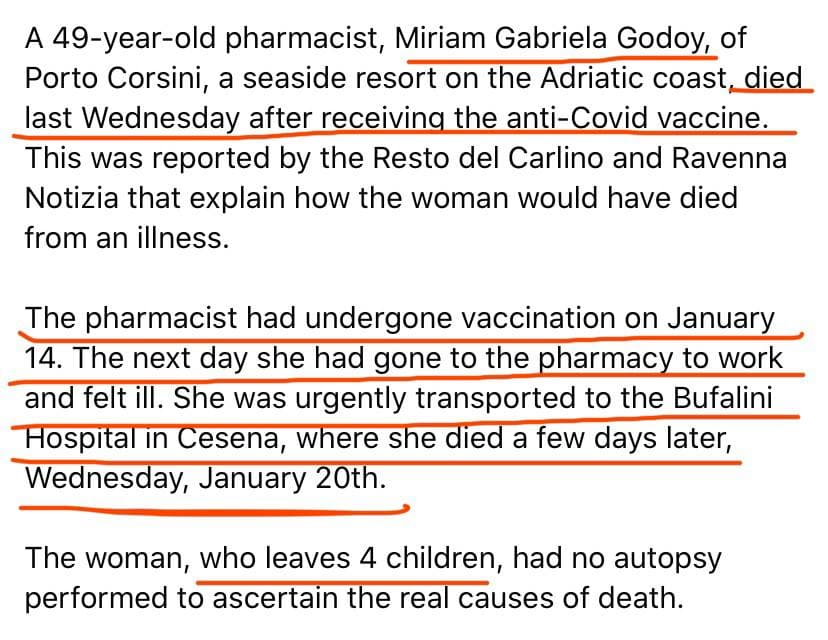 A 49-year-old pharmacist, Miriam Gabriela Godoy, of
Porto Corsini, a seaside resort on the Adriatic coast, died
last Wednesday after receiving the anti-Covid vaccine.
This was reported by the Resto del Carlino and Ravenna
Notizia that explain how the woman would have died
from an illness.
The pharmacist had undergone vaccination on January
14. The next day she had gone to the pharmacy to work
and felt ill. She was urgently transported to the Bufalini
Hospital in Cesena, where she died a few days later,
Wednesday, January 20th.
The woman, who leaves 4 children, had no autopsy
performed to ascertain the real causes of death.